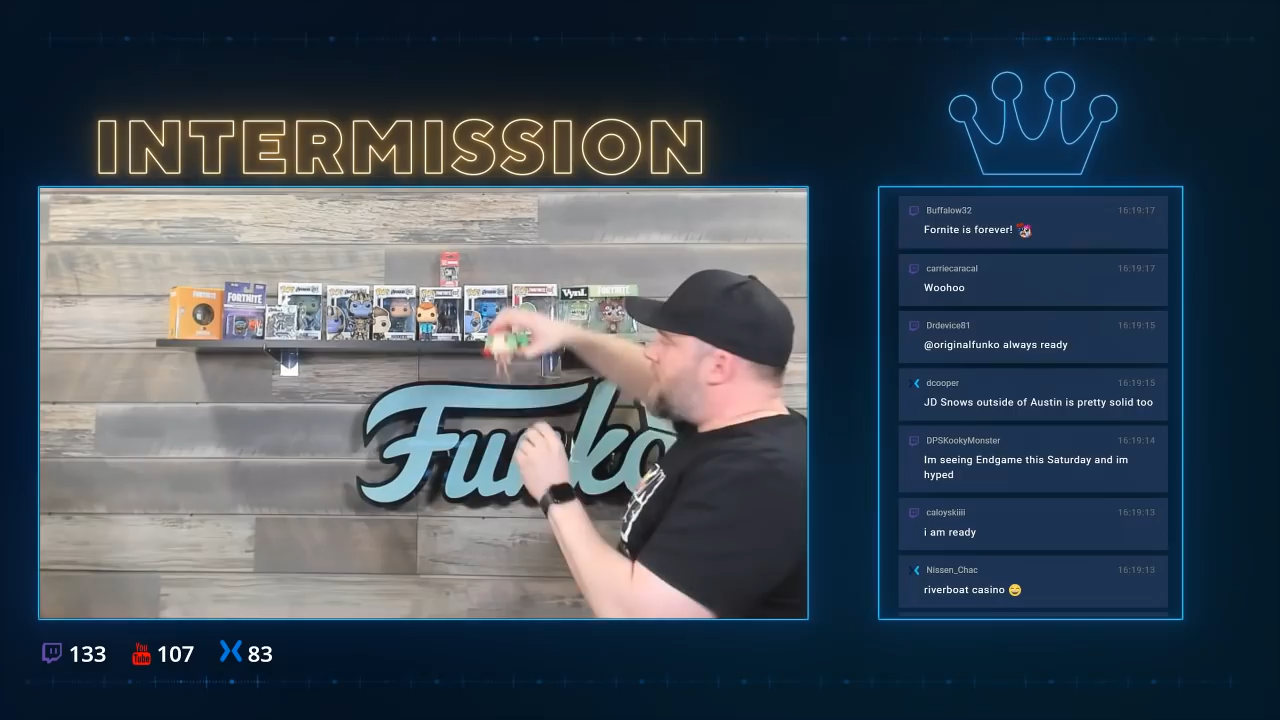 INTERMISSION
FORTNITE
Vynl.
FORTNITE
Funko
Buffalow32 16:19:17
Fornite is forever!
carriecaracal 16:19:17
Woohoo
Drdevice81 16:19:15
@originalfunko always ready
dcooper 16:19:15
JD Snows outside of Austin is pretty solid too
DPSKookyMonster 16:19:14
Im seeing Endgame this Saturday and im
hyped
caloyskiiii 16:19:13
i am ready
Nissen_Chac 16:19:13
riverboat casino
133 You Tube 107 83